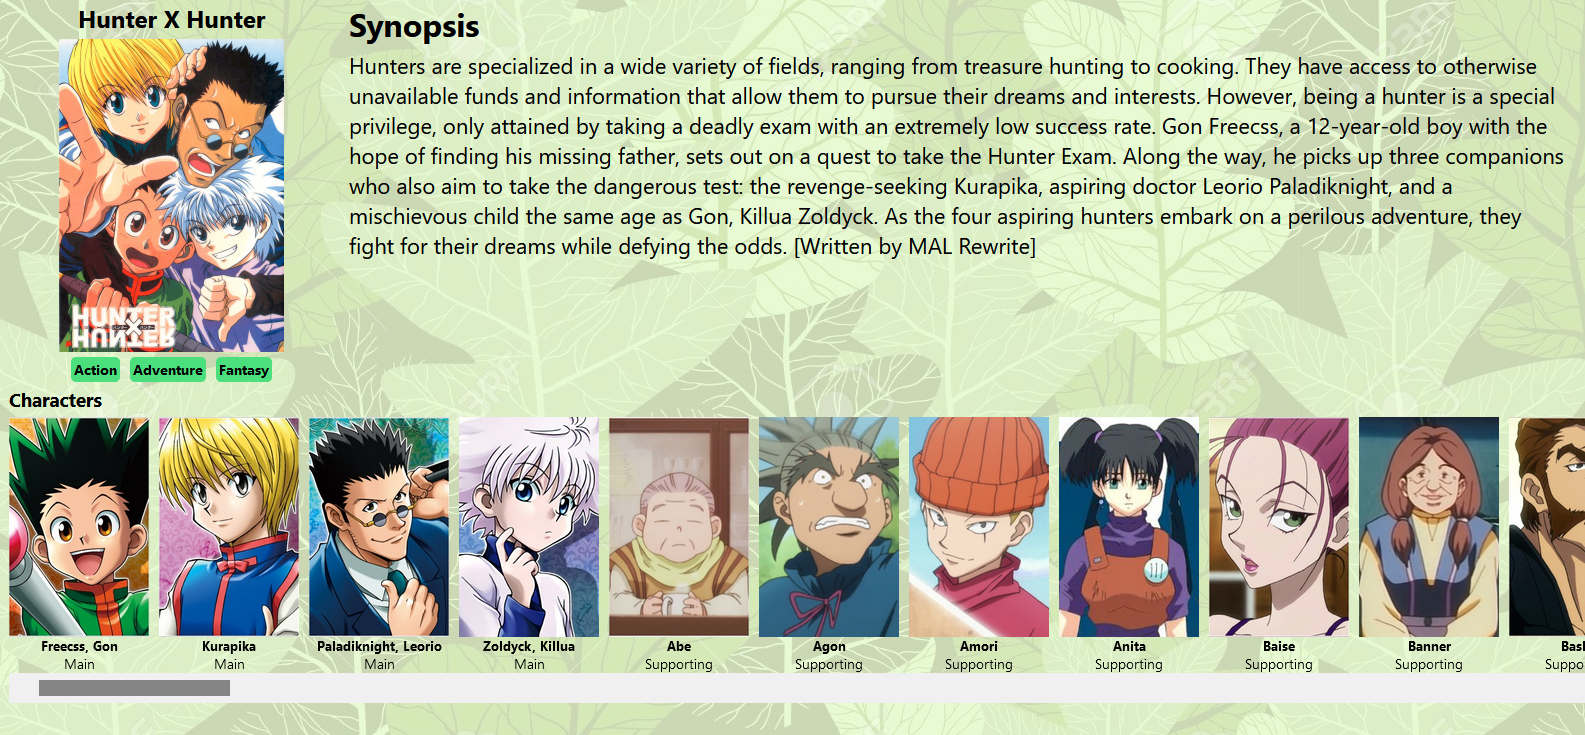 Hunter X Hunter
HUNTER
X
HUNTER
Action Adventure Fantasy
Synopsis
Hunters are specialized in a wide variety of fields, ranging from treasure hunting to cooking. They have access to otherwise
unavailable funds and information that allow them to pursue their dreams and interests. However, being a hunter is a special
privilege, only attained by taking a deadly exam with an extremely low success rate. Gon Freecss, a 12-year-old boy with the
hope of finding his missing father, sets out on a quest to take the Hunter Exam. Along the way, he picks up three companions
who also aim to take the dangerous test: the revenge-seeking Kurapika, aspiring doctor Leorio Paladiknight, and a
mischievous child the same age as Gon, Killua Zoldyck. As the four aspiring hunters embark on a perilous adventure, they
fight for their dreams while defying the odds. [Written by MAL Rewrite]
Characters
Freecss, Gon Kurapika Paladiknight, Leorio Zoldyck, Killua Abe Agon Amori Anita Baise Banner
Main Main Main Main Supporting Supporting Supporting Supporting Supporting Supporting